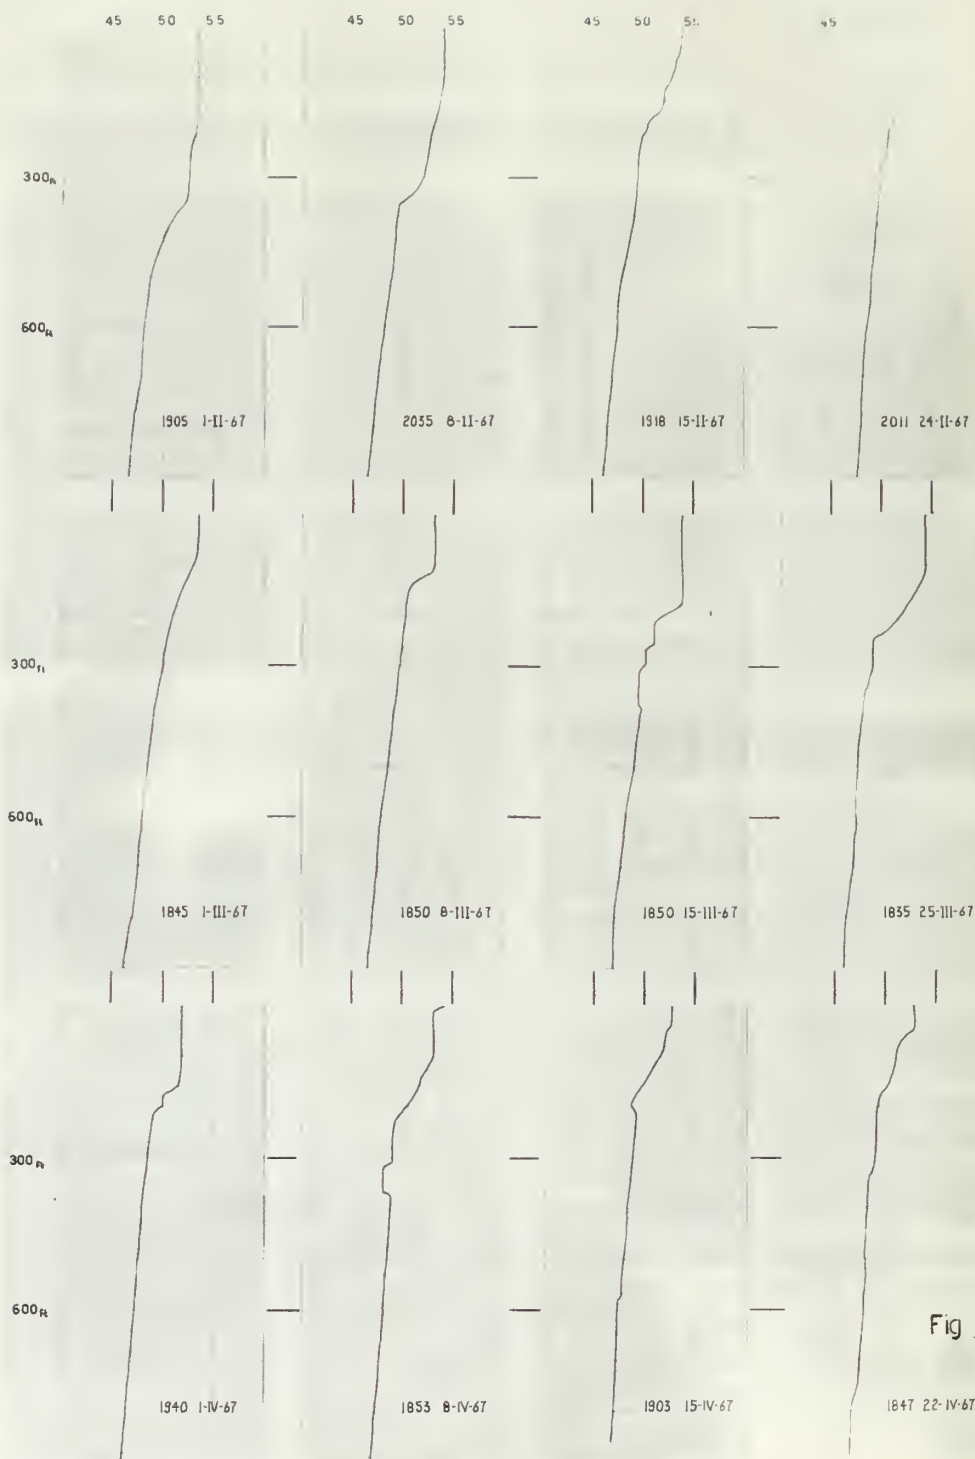 45 50 55 45 50 55 45 50 45
300ft
600ft
1905 1-II-67 2035 8-II-67 1918 15-II-67 2011 24-II-67
300ft
600ft
1845 1-III-67 1850 8-III-67 1850 15-III-67 1835 25-III-67
300ft
600ft
Fig
1940 1-IV-67 1853 8-IV-67 1903 15-IV-67 1847 22-IV-67